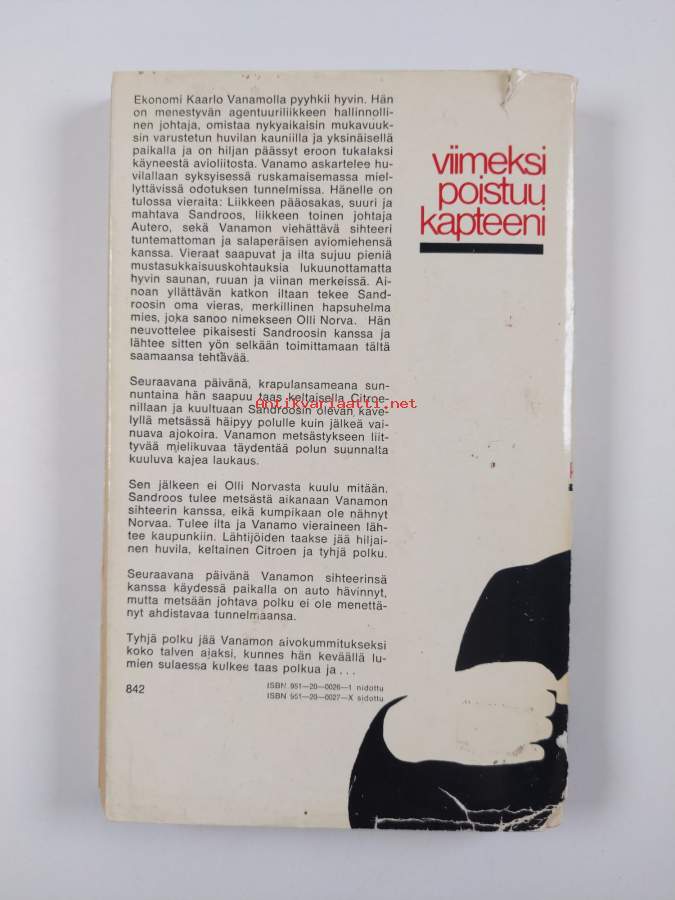 Ekonomi Kaarlo Vanamolla pyyhkii hyvin. Hän
on menestyvän agentuuriliikkeen hallinnolli-
nen johtaja, omistaa nykyaikaisin mukavuuk-
sin varustetun huvilan kauniilla ja yksinäisellä
paikalla ja on hiljan päässyt eroon tukalaksi
käyneestä avioliitosta. Vanamo askartelee hu-
vilallaan syksyisessä ruskamaisemassa miel-
lyttävissä odotuksen tunnelmissa. Hänelle on
tulossa vieraita: Liikkeen pääosakas, suuri ja
mahtava Sandroos, liikkeen toinen johtaja
Autero, sekä Vanamon viehättävä sihteeri
tuntemattoman ja salaperäisen aviomiehensä
kanssa. Vieraat saapuvat ja ilta sujuu pieniä
mustasukkaisuuskohtauksia lukuunottamatta
hyvin saunan, ruuan ja viinan merkeissä. Ai-
noan yllättävän katkon iltaan tekee Sand-
roosin oma vieras, merkillinen hapsuhelma
mies, joka sanoo nimekseen Olli Norva. Hän
neuvottelee pikaisesti Sandroosin kanssa ja
lähtee sitten yön selkään toimittamaan tältä
saamaansa tehtävää.
Seuraavana päivänä, krapulansameana sun-
nuntaina hän saapuu taas keltaisella Citroe-
nillaan ja kuultuaan Sandroosin olevan käve-
lyllä metsässä häipyy polulle kuin jälkeä vai-
nuava ajokoira. Vanamon metsästykseen liit-
tyvää mielikuvaa täydentää polun suunnalta
kuuluva kajea laukaus.
Sen jälkeen ei Olli Norvasta kuulu mitään.
Sandroos tulee metsästä aikanaan Vanamon
sihteerin kanssa, eikä kumpikaan ole nähnyt
Norvaa. Tulee ilta ja Vanamo vieraineen läh-
tee kaupunkiin. Lähtijöiden taakse jää hiljai-
nen huvila, keltainen Citroen ja tyhjä polku.
Seuraavana päivänä Vanamon sihteerinsä
kanssa käydessä paikalla on auto hävinnyt,
mutta metsään johtava polku ei ole menettä-
nyt ahdistavaa tunnelmaansa.
Tyhjä polku jää Vanamon aivokummitukseksi
koko talven ajaksi, kunnes hän keväällä lu-
mien sulaessa kulkee taas polkua ja . . .
842
ISBN 951—20—0026—1 nidottu
ISBN 951—20—0027—X sidottu
viimeksi
poistuu
kapteeni
Antikvariaatti.net